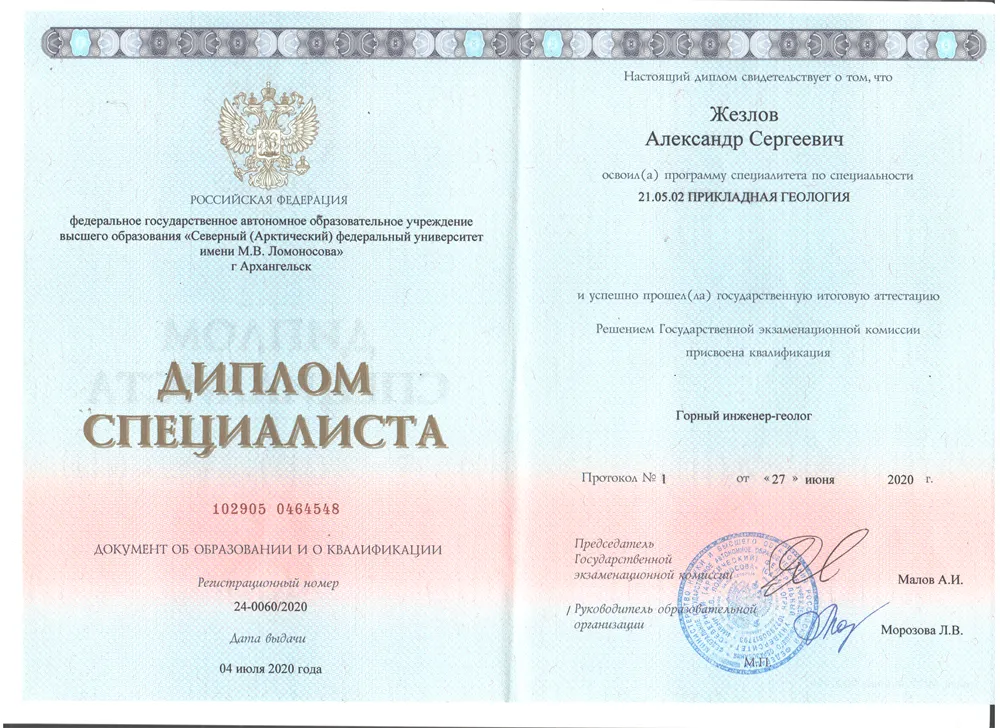 РОССИЙСКАЯ ФЕДЕРАЦИЯ
федеральное государственное автономное образовательное учреждение
высшего образования «Северный (Арктический) федеральный университет
имени М.В. Ломоносова»
г Архангельск
ДИПЛОМ
СПЕЦИАЛИСТА
102905 0464548
ДОКУМЕНТ ОБ ОБРАЗОВАНИИ И О КВАЛИФИКАЦИИ
Регистрационный номер
24-0060/2020
Дата выдачи
04 июля 2020 года
Настоящий диплом свидетельствует о том, что
Жезлов
Александр Сергеевич
освоил(а) программу специалитета по специальности
21.05.02 ПРИКЛАДНАЯ ГЕОЛОГИЯ
и успешно прошел(ла) государственную итоговую аттестацию
Решением Государственной экзаменационной комиссии
присвоена квалификация
Горный инженер-геолог
Протокол № 1 от «27» июня 2020 г.
Председатель
Государственной
экзаменационной комиссии
Малов А.И.
Руководитель образовательной
организации
Морозова Л.В.
М.П.